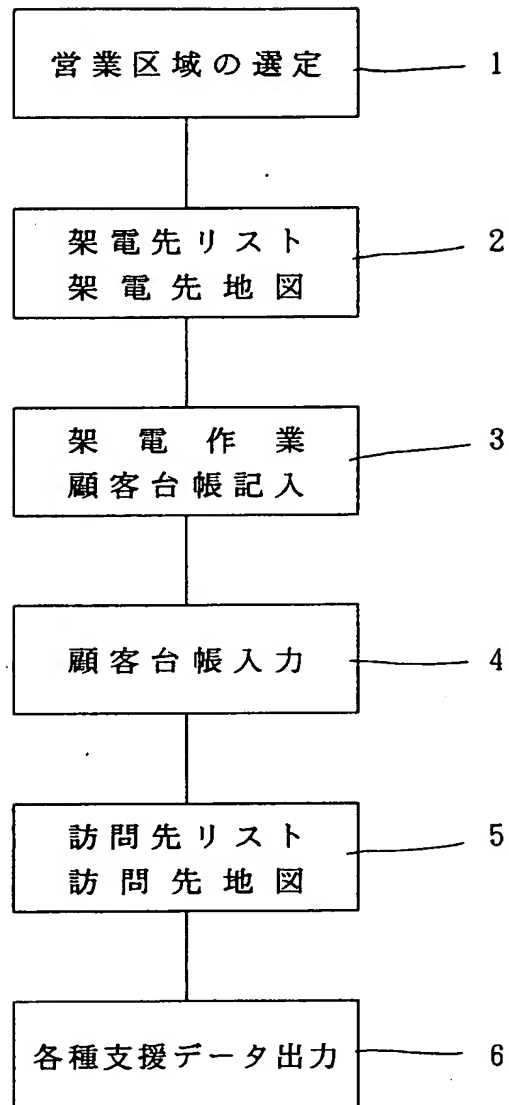 営業区域の選定 1
架電先リスト
架電先地図 2
架電作業
顧客台帳記入 3
顧客台帳入力 4
訪問先リスト
訪問先地図 5
各種支援データ出力 6